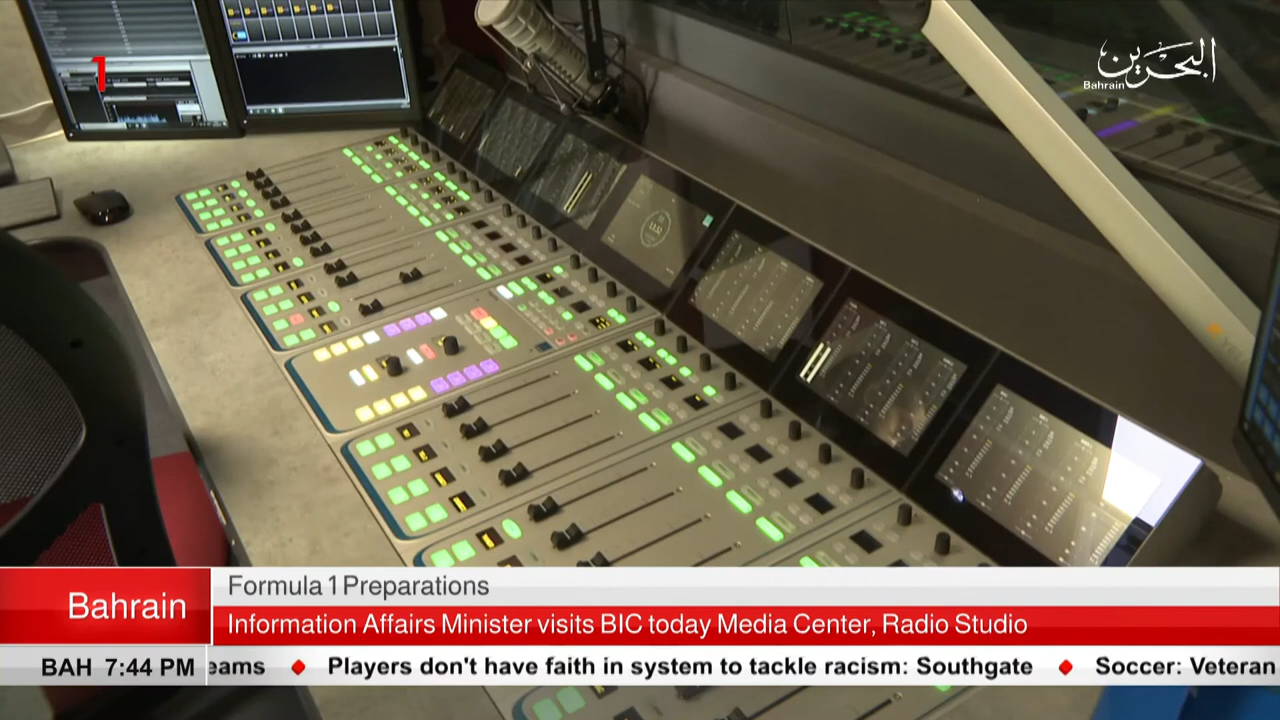 1
البحرين
Bahrain
Formula 1 Preparations
Bahrain
Information Affairs Minister visits BIC today Media Center, Radio Studio
BAH 7:44 PM
eams ♦ Players don't have faith in system to tackle racism: Southgate ♦ Soccer: Veteran